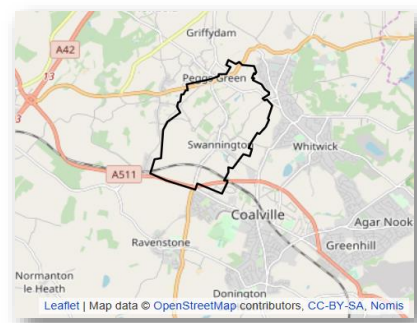 Griffydam
A42
13
Peggs Green
Swannington
Whitwick
A511
Coalville
Agar Nook
Ravenstone
Greenhill
Normanton
le Heath
Donington
Leaflet | Map data © OpenStreetMap contributors, CC-BY-SA, Nomis